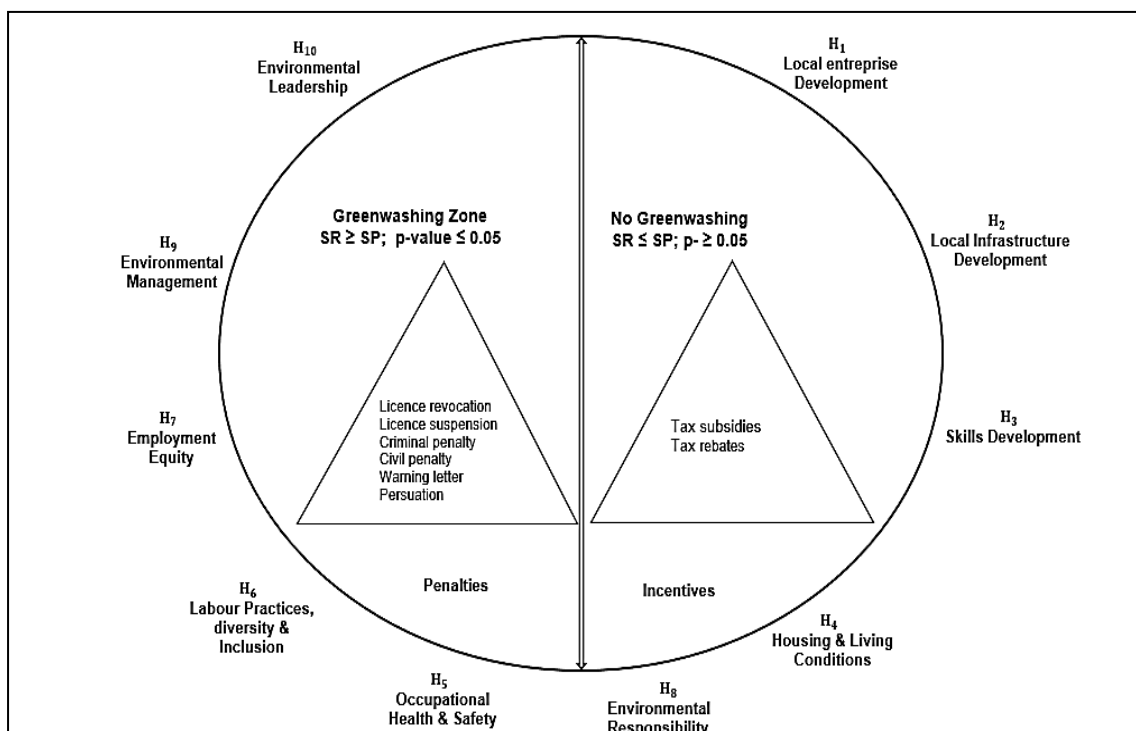 H₁₀
Environmental
Leadership
H₁
Local entreprise
Development
H₉
Environmental
Management
H₂
Local Infrastructure
Development
Greenwashing Zone
SR ≥ SP; p-value ≤ 0.05
No Greenwashing
SR ≤ SP; p- ≥ 0.05
H₇
Employment
Equity
H₃
Skills Development
Licence revocation
Licence suspension
Criminal penalty
Civil penalty
Warning letter
Persuation
Tax subsidies
Tax rebates
Penalties
Incentives
H₆
Labour Practices,
diversity &
Inclusion
H₄
Housing & Living
Conditions
H₅
Occupational
Health & Safety
H₈
Environmental
Responsibility